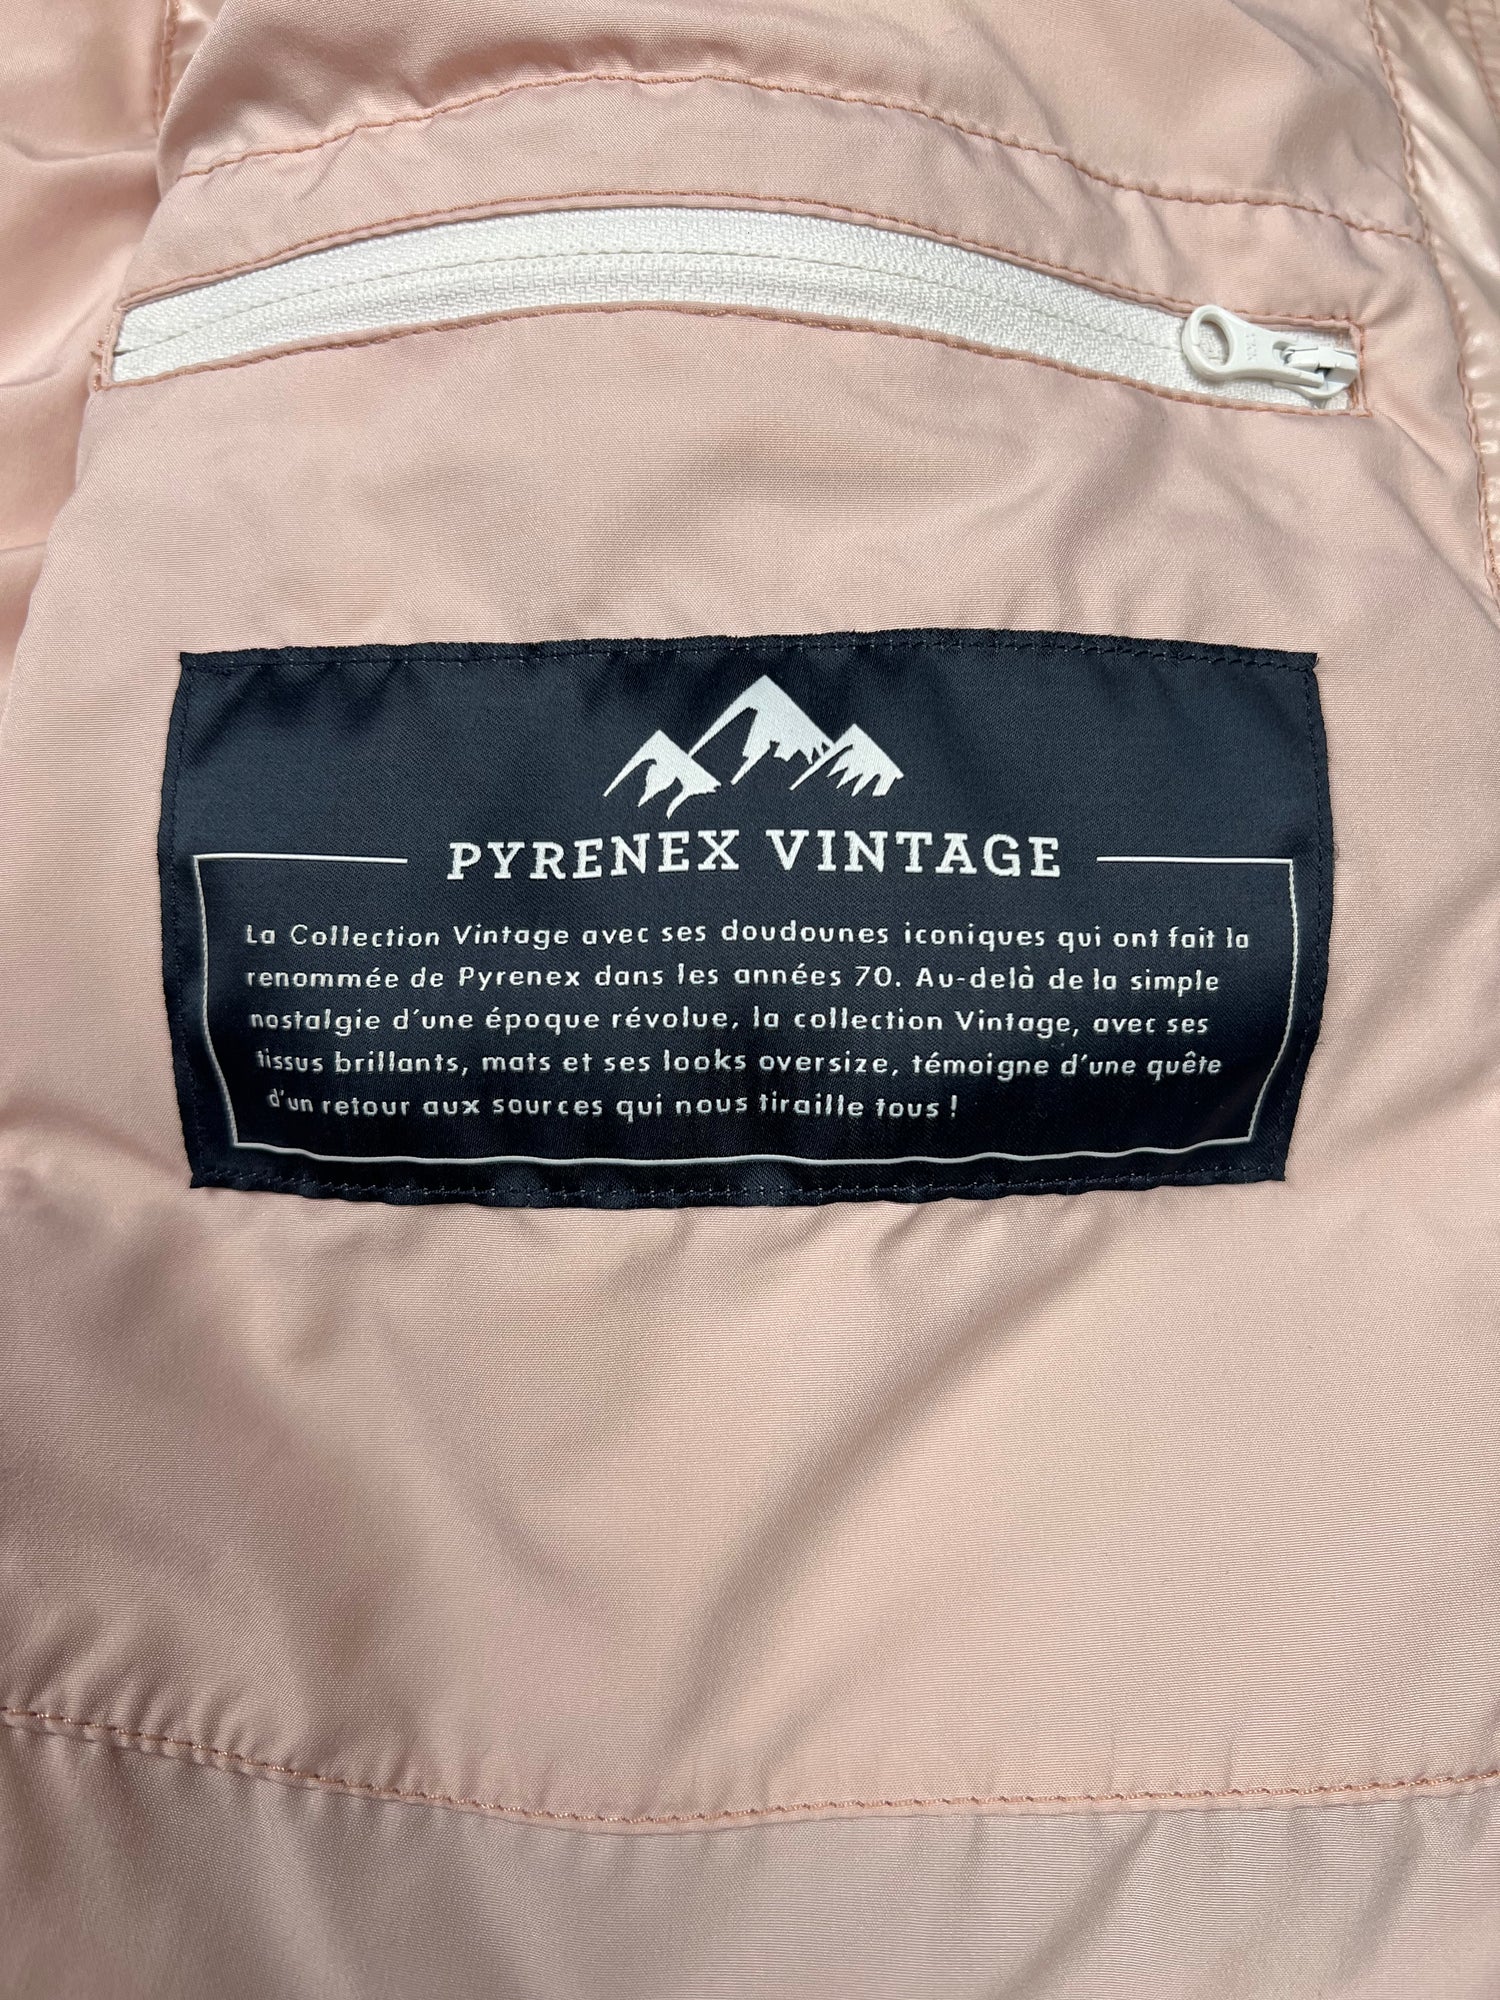 PYRENEX VINTAGE
La Collection Vintage avec ses doudounes iconiques qui ont fait la
renommée de Pyrenex dans les années 70. Au-delà de la simple
nostalgie d'une époque révolue, la collection Vintage, avec ses
tissus brillants, mats et ses looks oversize, témoigne d'une quête
d'un retour aux sources qui nous tiraille tous !